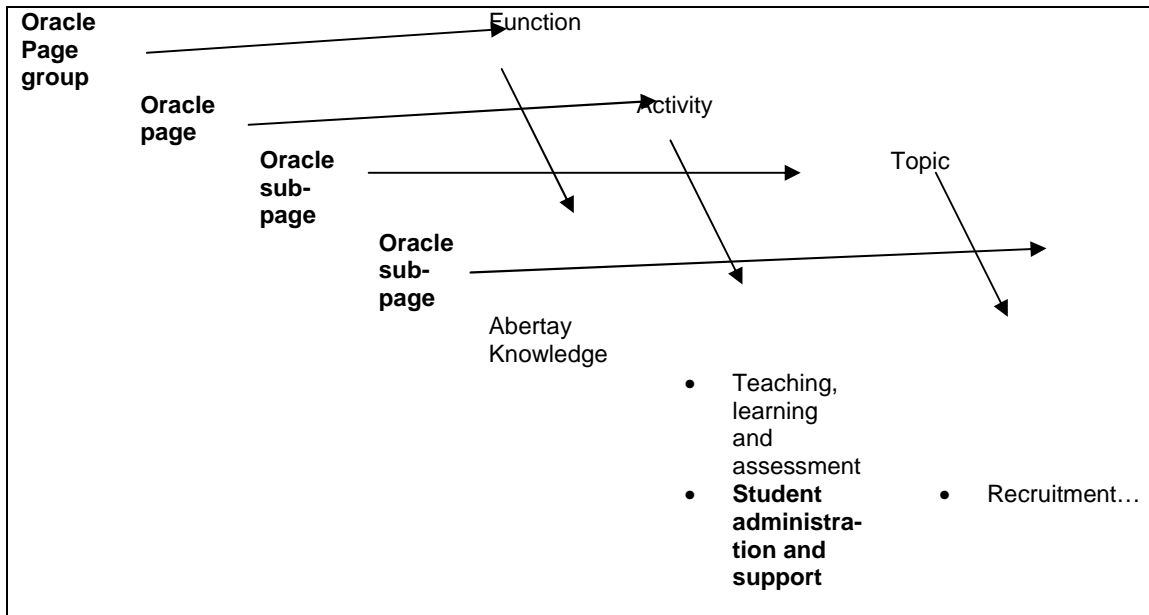 Oracle
Page
group
Function
Oracle
page
Activity
Oracle
sub-
page
Topic
Oracle
sub-
page
Abertay
Knowledge
• Teaching,
learning
and
assessment
• Student
administra-
tion and
support
• Recruitment…